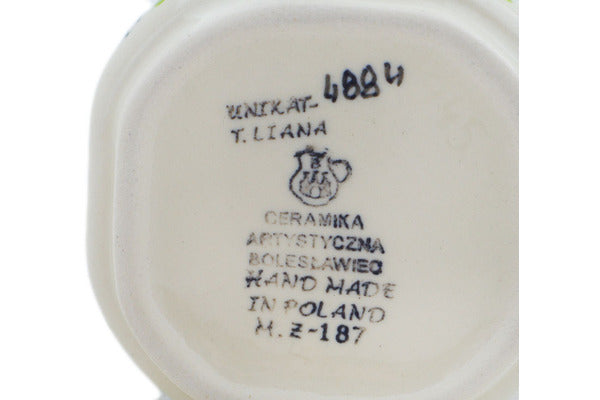 UNIKAT-4884
T. LIANA
B
CERAMIKA
ARTYSTYCZNA
BOLESŁAWIEC
HAND MADE
IN POLAND
M. Z-187